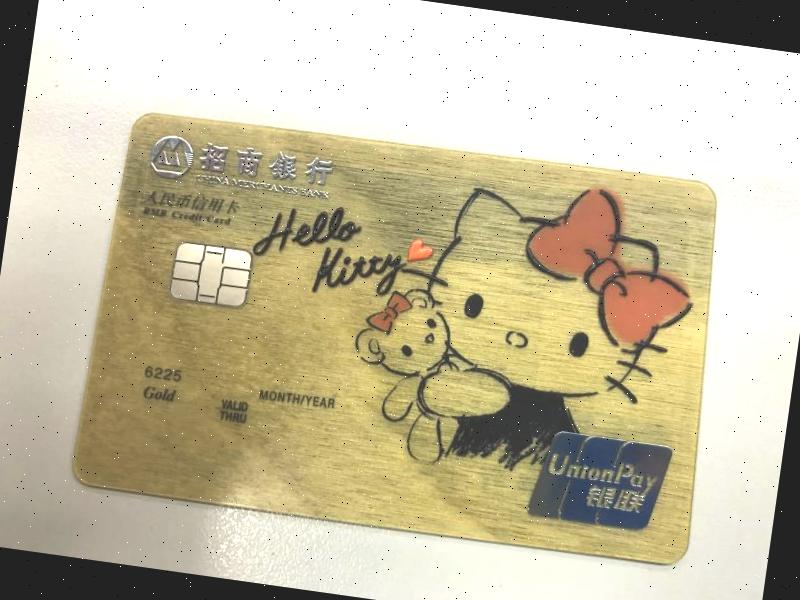 招商银行
CHINA MERCHANTS BANK
人民币信用卡
RMB Credit Card
Hello
Kitty
6225
Gold
VALID
THRU
MONTH/YEAR
UnionPay
银联